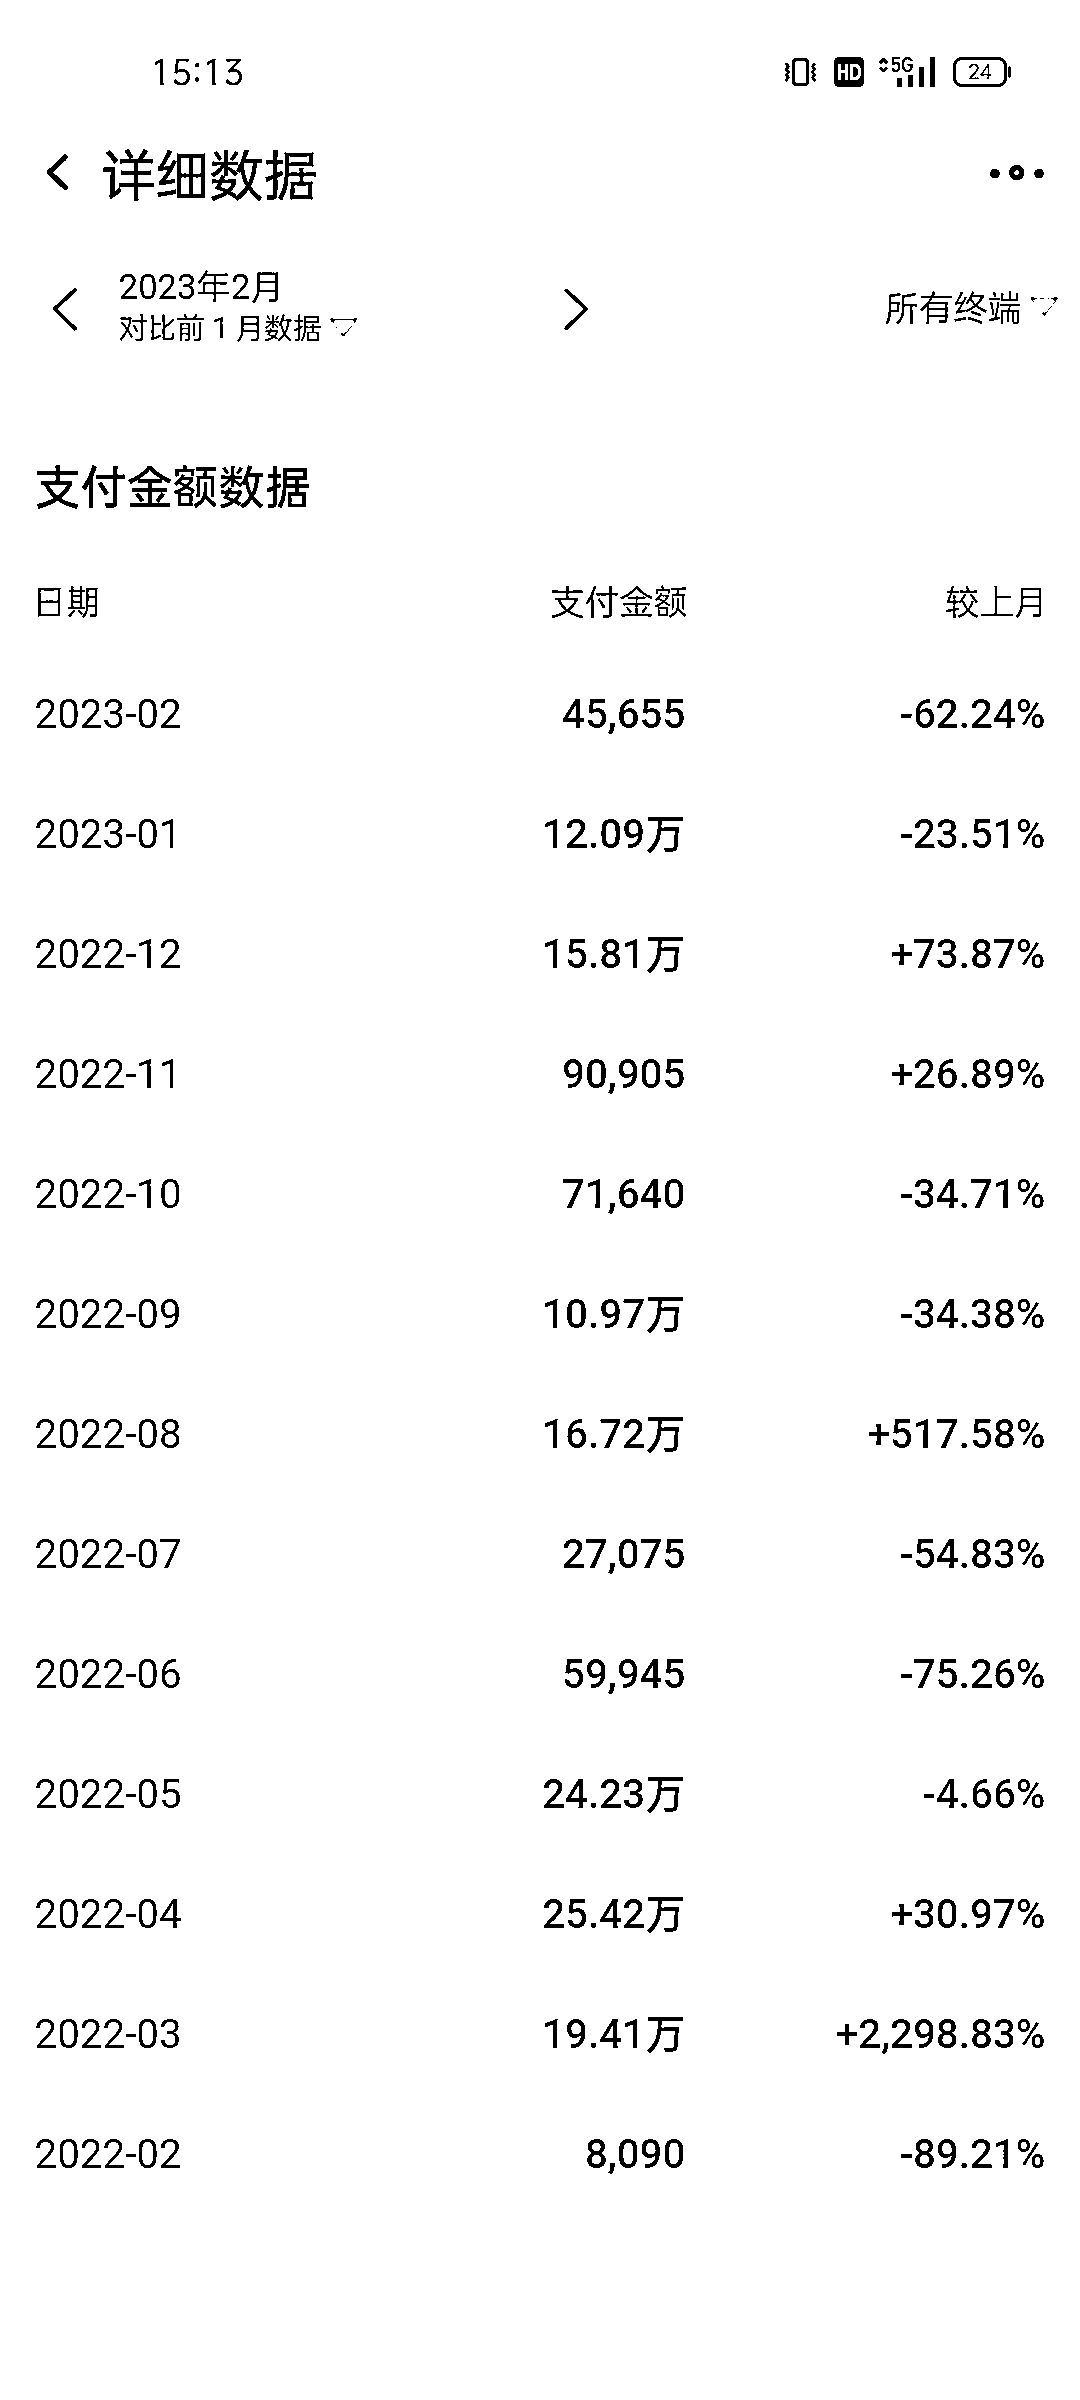 15:13 HD 5G 24
详细数据
2023年2月
对比前 1 月数据
所有终端
支付金额数据
日期 支付金额 较上月
2023-02 45,655 -62.24%
2023-01 12.09万 -23.51%
2022-12 15.81万 +73.87%
2022-11 90,905 +26.89%
2022-10 71,640 -34.71%
2022-09 10.97万 -34.38%
2022-08 16.72万 +517.58%
2022-07 27,075 -54.83%
2022-06 59,945 -75.26%
2022-05 24.23万 -4.66%
2022-04 25.42万 +30.97%
2022-03 19.41万 +2,298.83%
2022-02 8,090 -89.21%